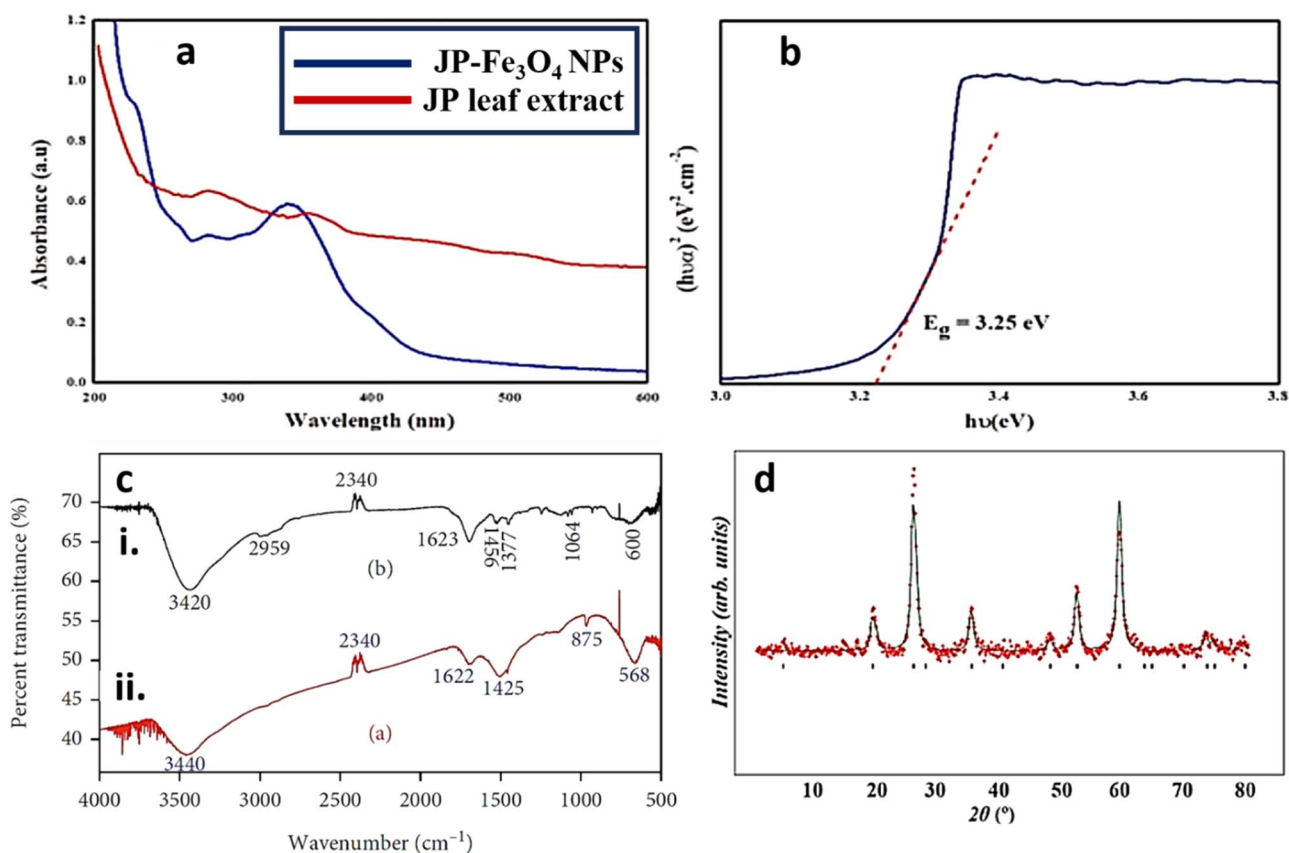 a
JP-Fe₃O₄ NPs
JP leaf extract
1.2
1.0
0.8
0.6
0.4
0.2
0.0
200
300
400
500
600
Absorbance (a.u)
Wavelength (nm)
b
(hυα)² (eV².cm⁻²)
E_g = 3.25 eV
3.0
3.2
3.4
3.6
3.8
hυ(eV)
c
i.
ii.
Percent transmittance (%)
70
65
60
55
50
45
40
2340
3420
2959
1623
1456
1377
1064
600
(b)
2340
3440
1622
1425
875
568
(a)
4000
3500
3000
2500
2000
1500
1000
500
Wavenumber (cm⁻¹)
d
Intensity (arb. units)
10
20
30
40
50
60
70
80
2θ (º)